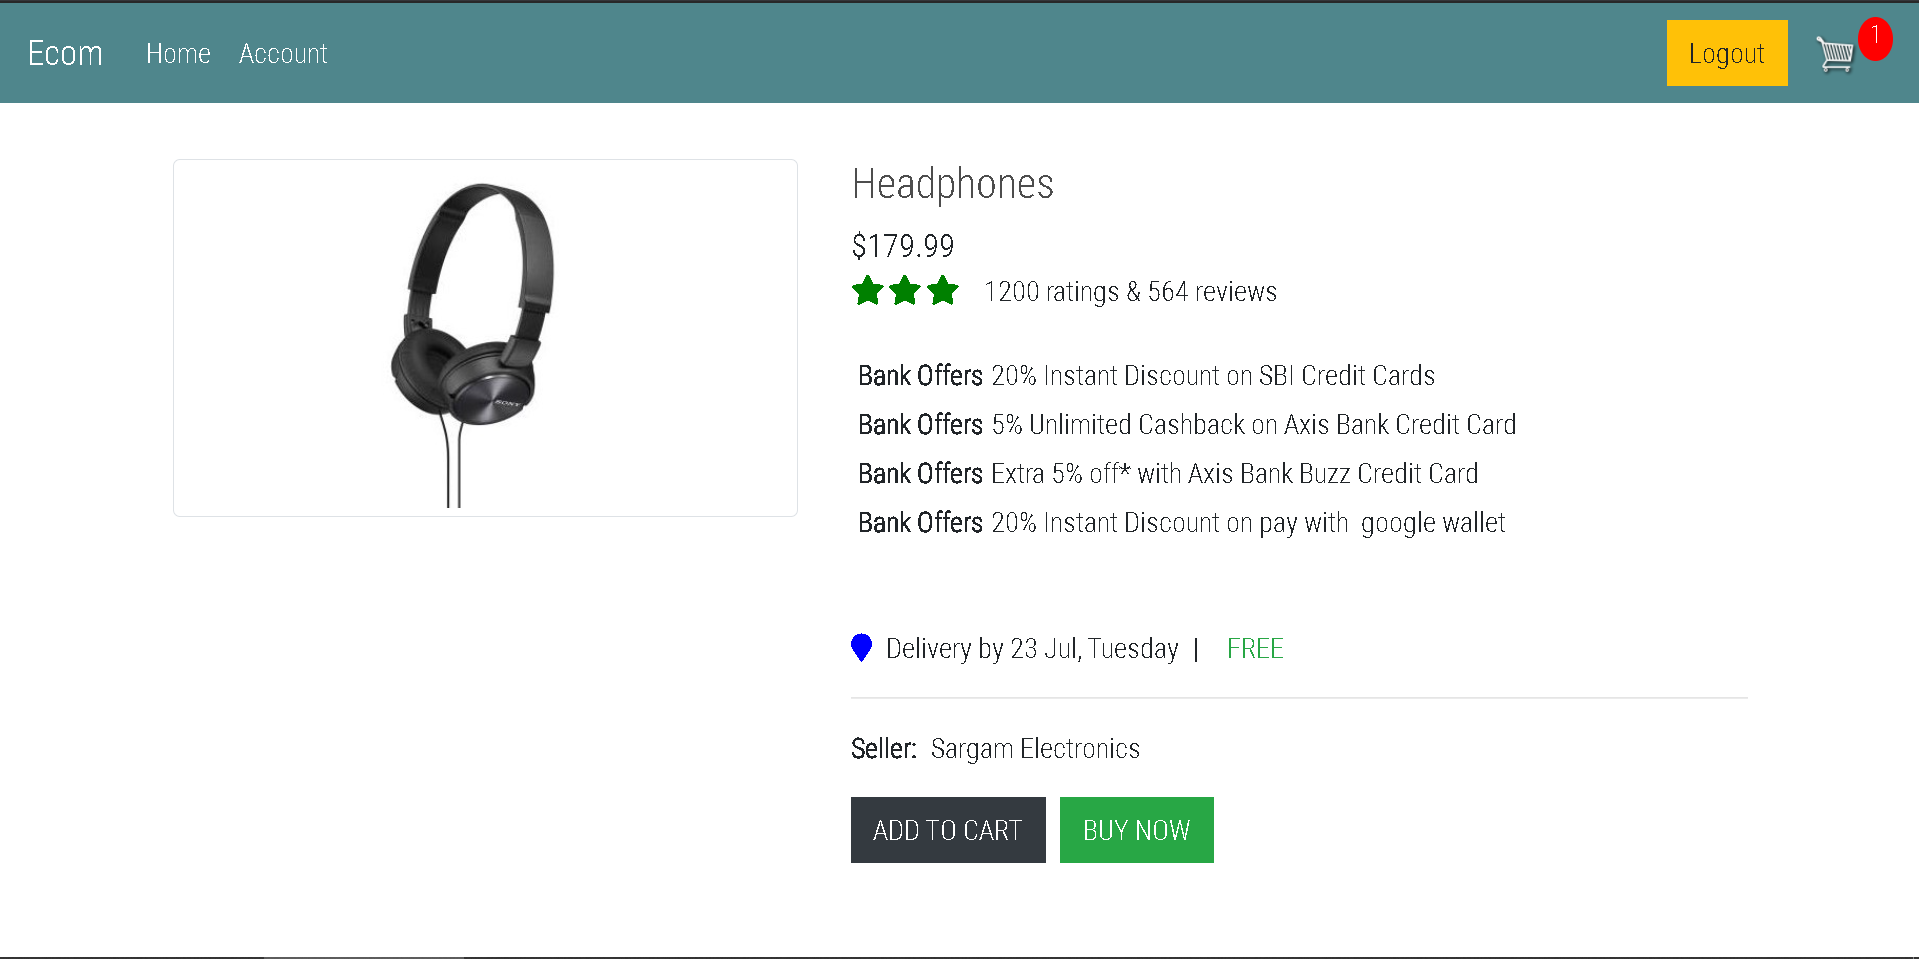 Ecom Home Account Logout 1
SONY
Headphones
$179.99
1200 ratings & 564 reviews
Bank Offers 20% Instant Discount on SBI Credit Cards
Bank Offers 5% Unlimited Cashback on Axis Bank Credit Card
Bank Offers Extra 5% off* with Axis Bank Buzz Credit Card
Bank Offers 20% Instant Discount on pay with google wallet
Delivery by 23 Jul, Tuesday | FREE
Seller: Sargam Electronics
ADD TO CART BUY NOW